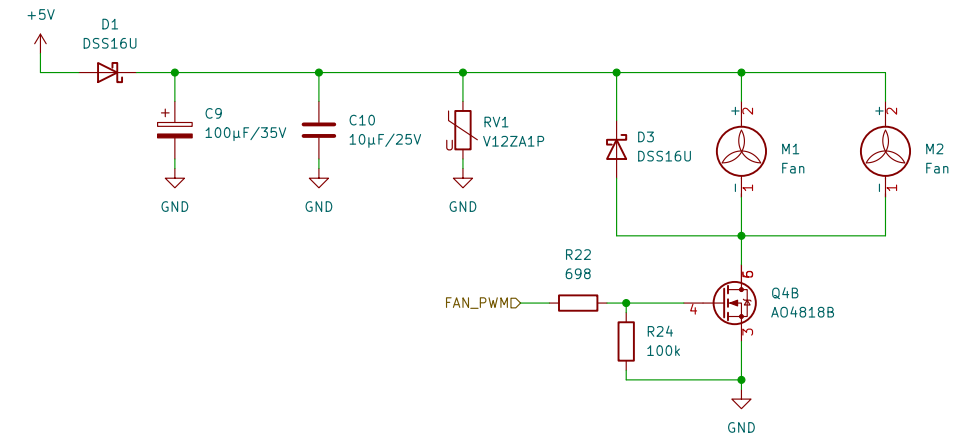 +5V
D1
DSS16U
+
C9
100µF/35V
GND
C10
10µF/25V
GND
U
RV1
V12ZA1P
GND
D3
DSS16U
+
2
M1
Fan
1
+
2
M2
Fan
1
R22
698
FAN_PWM
4
6
Q4B
AO4818B
3
R24
100k
GND